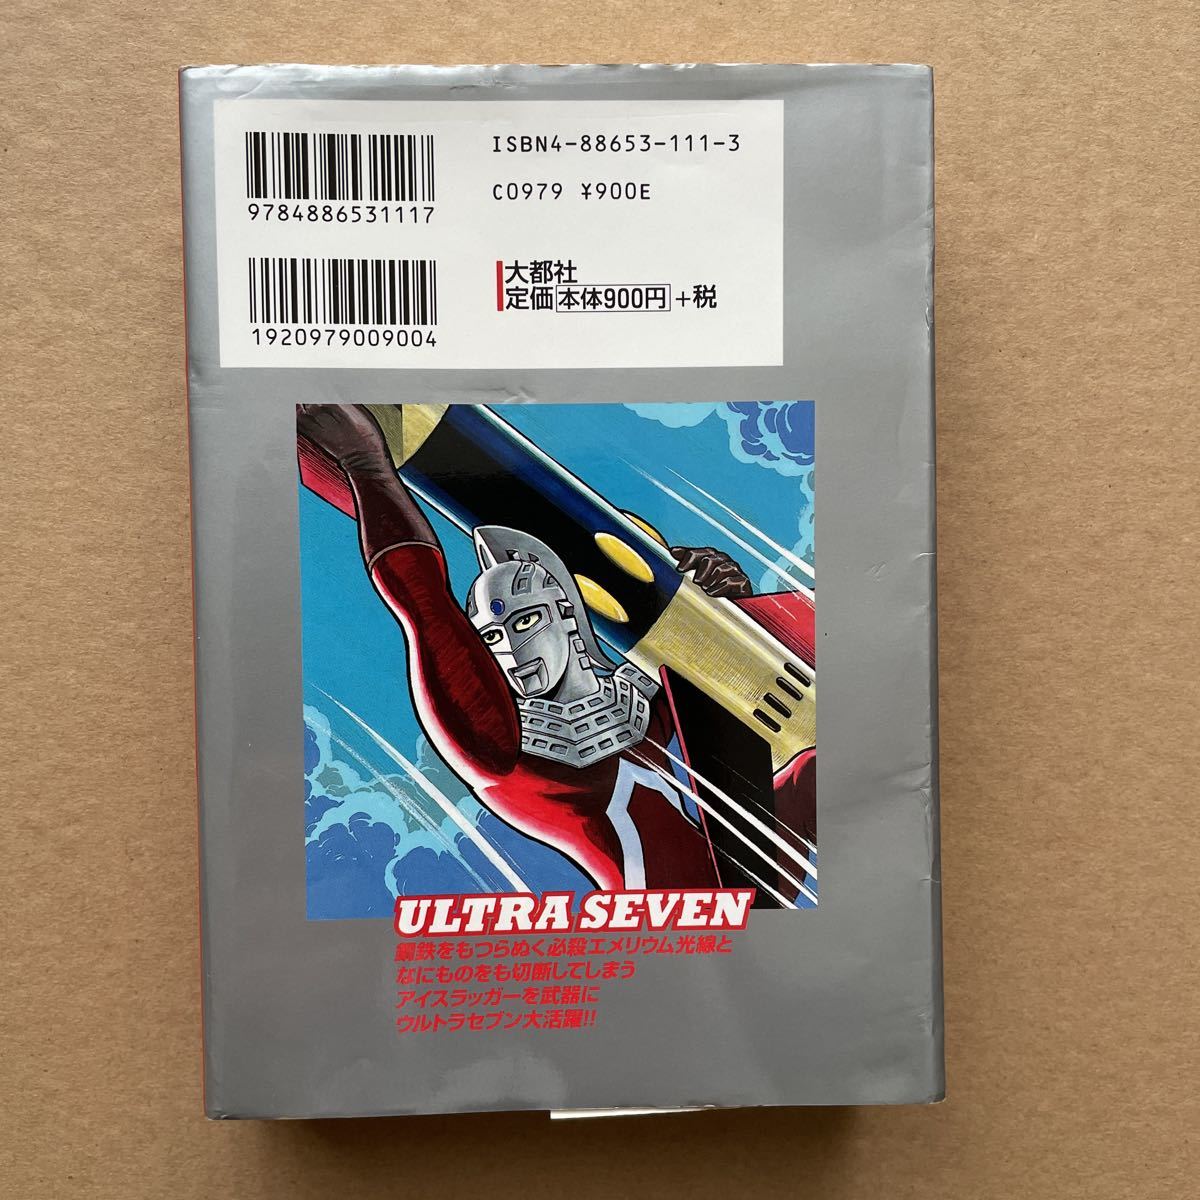 ISBN4-88653-111-3
9784886531117
C0979 ¥900E
1920979009004
大都社
定価 本体900円 +税
ULTRA SEVEN
鋼鉄をもつらぬく必殺エメリウム光線と
なにものをも切断してしまう
アイスラッガーを武器に
ウルトラセブン大活躍!!